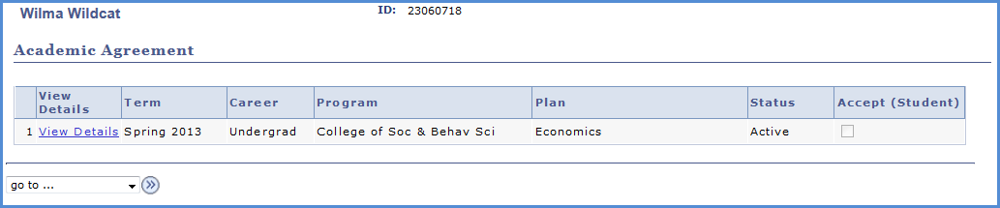 Wilma Wildcat ID: 23060718
Academic Agreement
View Details Term Career Program Plan Status Accept (Student)
1 View Details Spring 2013 Undergrad College of Soc & Behav Sci Economics Active
go to ...